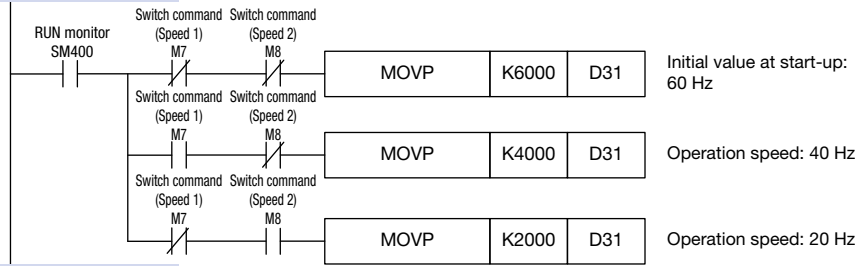 Switch command Switch command
RUN monitor (Speed 1) (Speed 2)
SM400 M7 M8
MOVP K6000 D31
Initial value at start-up:
60 Hz
Switch command Switch command
(Speed 1) (Speed 2)
M7 M8
MOVP K4000 D31 Operation speed: 40 Hz
Switch command Switch command
(Speed 1) (Speed 2)
M7 M8
MOVP K2000 D31 Operation speed: 20 Hz